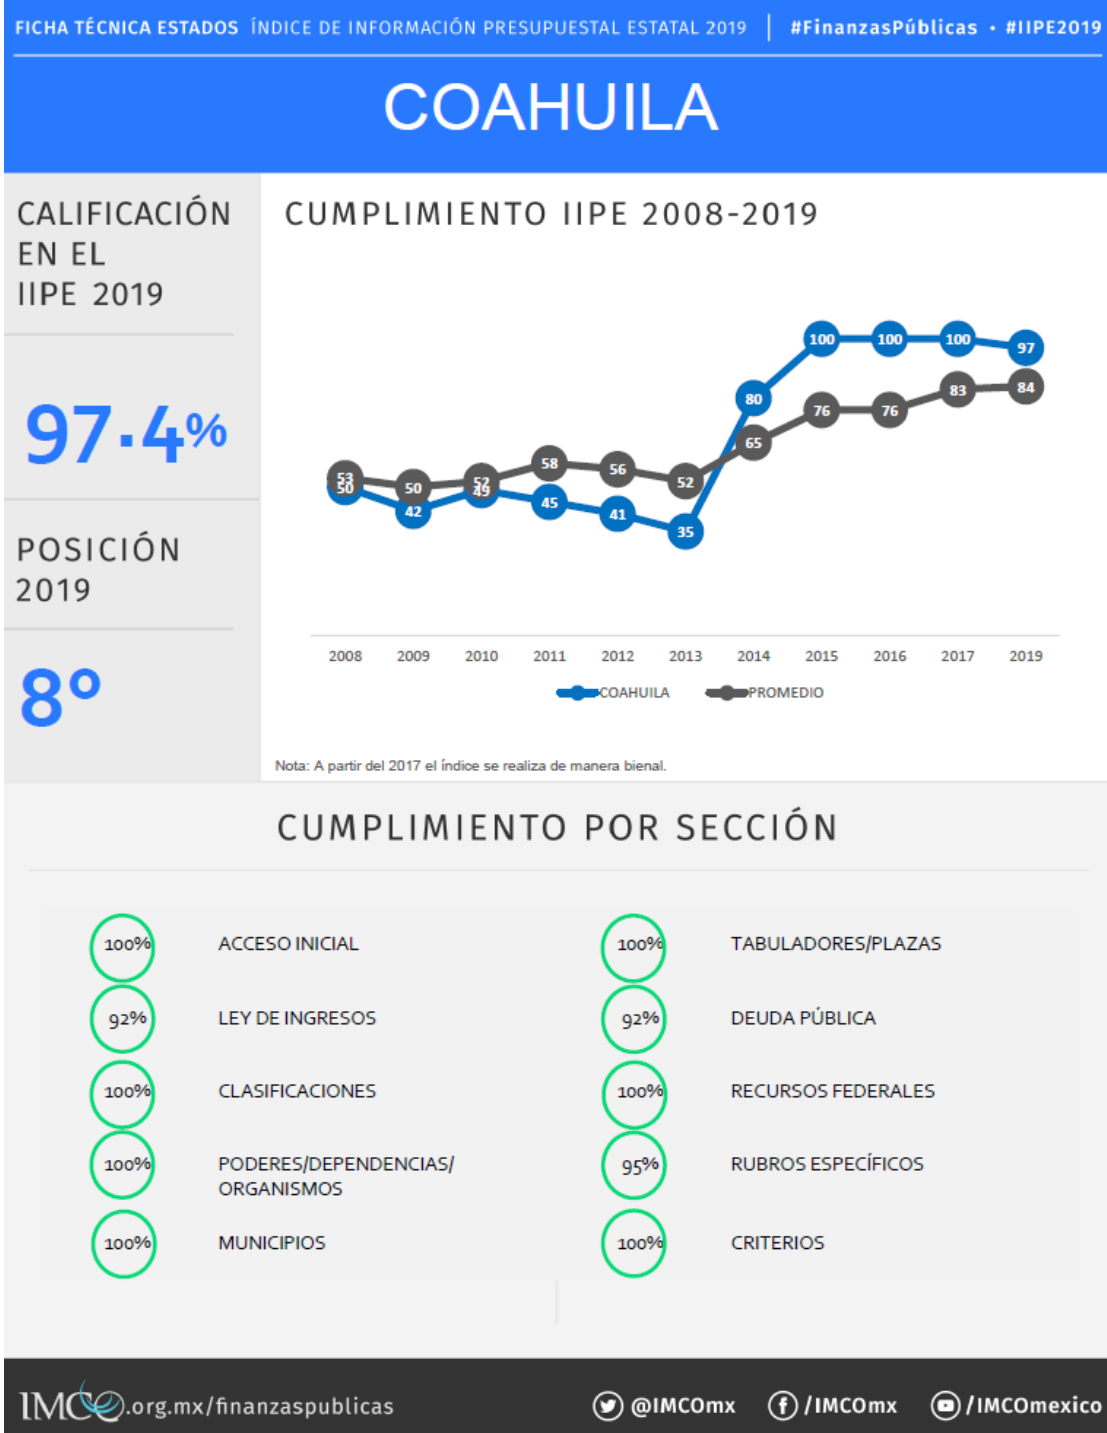 FICHA TÉCNICA ESTADOS ÍNDICE DE INFORMACIÓN PRESUPUESTAL ESTATAL 2019 | #FinanzasPúblicas • #IIPE2019
COAHUILA
CALIFICACIÓN
EN EL
IIPE 2019
97.4%
POSICIÓN
2019
8°
CUMPLIMIENTO IIPE 2008-2019
100 100 100 97
80
83 84
76 76
65
53 50 52 58 56 52
50 42 49 45 41 35
2008 2009 2010 2011 2012 2013 2014 2015 2016 2017 2019
COAHUILA PROMEDIO
Nota: A partir del 2017 el índice se realiza de manera bienal.
CUMPLIMIENTO POR SECCIÓN
100% ACCESO INICIAL
92% LEY DE INGRESOS
100% CLASIFICACIONES
100% PODERES/DEPENDENCIAS/
ORGANISMOS
100% MUNICIPIOS
100% TABULADORES/PLAZAS
92% DEUDA PÚBLICA
100% RECURSOS FEDERALES
95% RUBROS ESPECÍFICOS
100% CRITERIOS
IMCO.org.mx/finanzaspublicas
@IMCOmx /IMCOmx /IMCOmexico